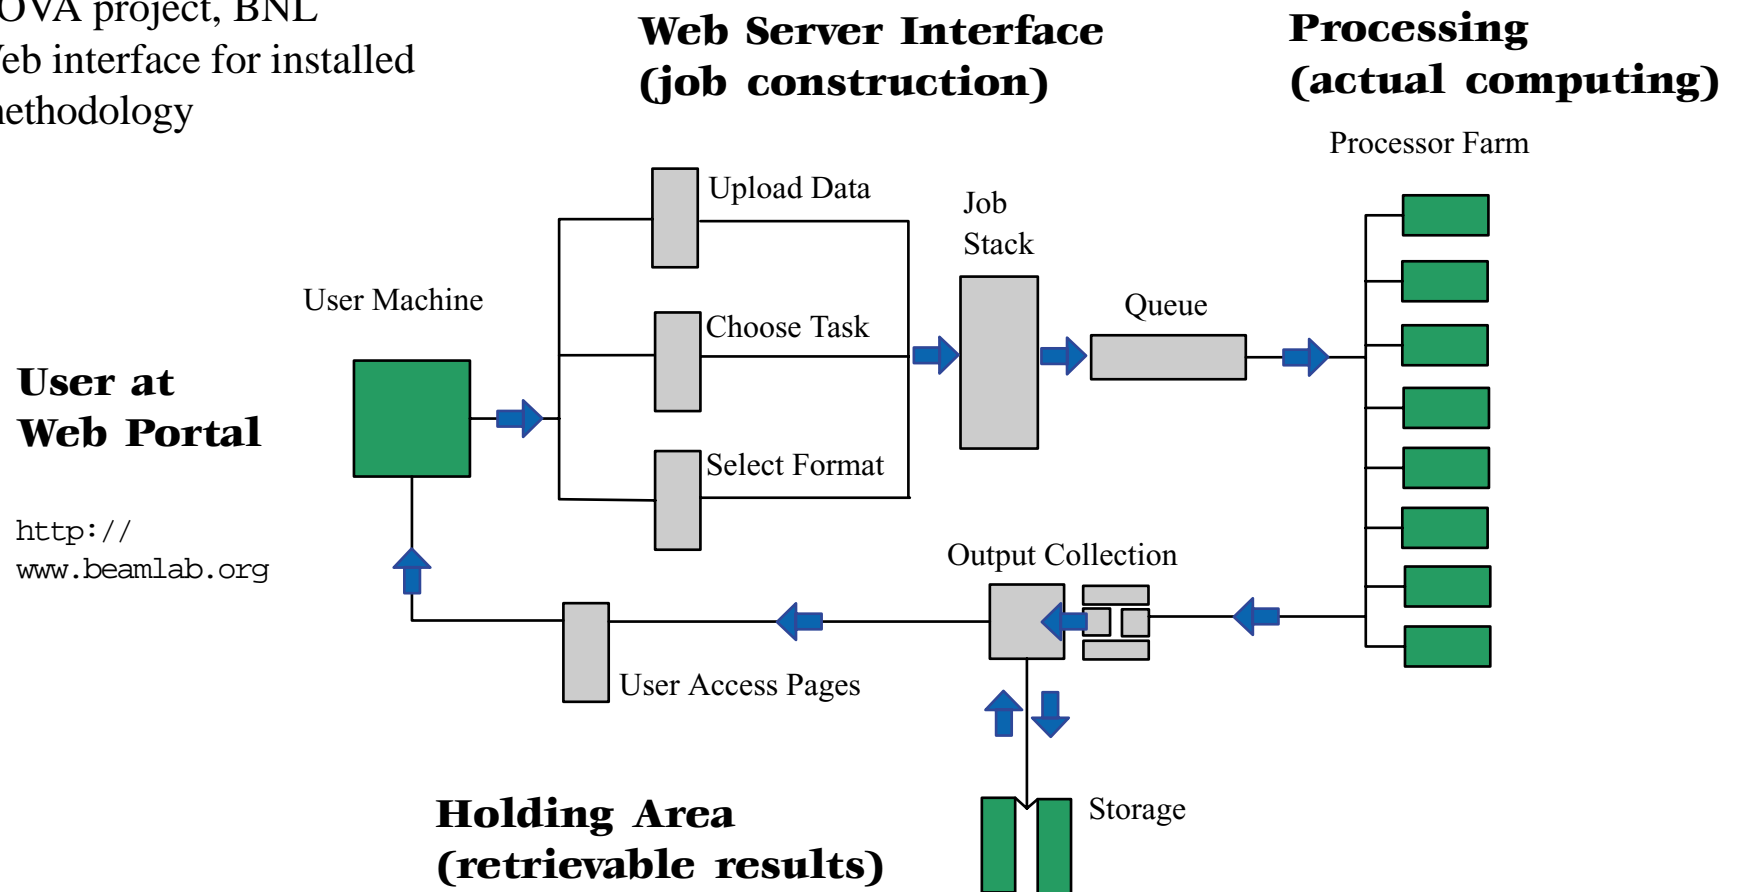 OVA project, BNL
eb interface for installed
ethodology
Web Server Interface
(job construction)
Processing
(actual computing)
Processor Farm
Upload Data
Job
Stack
User Machine
Queue
Choose Task
User at
Web Portal
Select Format
http://
www.beamlab.org
Output Collection
User Access Pages
Storage
Holding Area
(retrievable results)